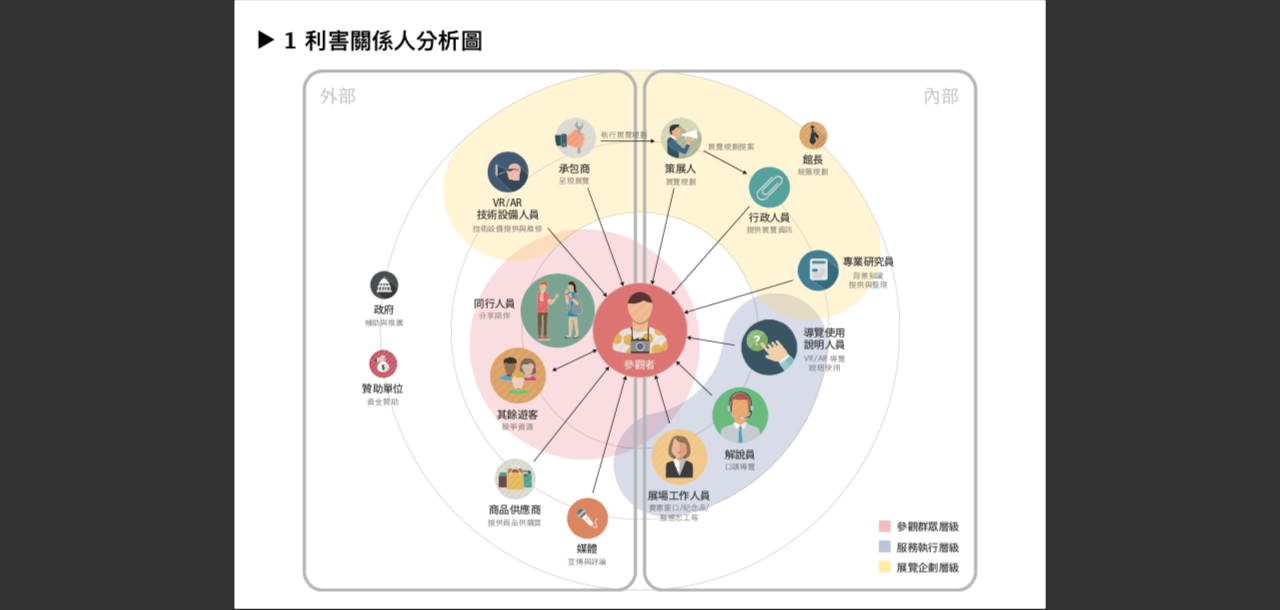 ▶ 1 利害關係人分析圖
外部
內部
承包商
呈現展覽
執行展覽規劃
策展人
展覽規劃
展覽規劃提案
館長
統籌規劃
VR/AR
技術設備人員
技術設備提供與維修
行政人員
提供展覽資訊
專業研究員
背景知識
提供與整理
政府
補助與推廣
同行人員
分享陪伴
參觀者
導覽使用
說明人員
VR/AR 導覽
說明使用
贊助單位
資金贊助
其餘遊客
競爭資源
解說員
口頭導覽
商品供應商
提供商品供購買
展場工作人員
賣票窗口/紀念品/
服務志工等
媒體
宣傳與評論
參觀群眾層級
服務執行層級
展覽企劃層級